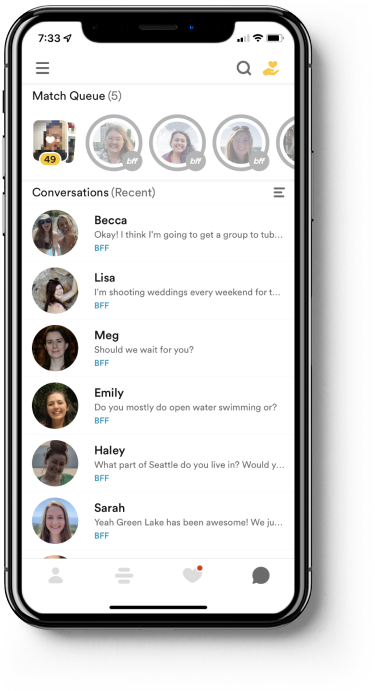 7:33
Match Queue (5)
49
bff
bff
bff
Conversations (Recent)
Becca
Okay! I think I'm going to get a group to tub...
BFF
Lisa
I'm shooting weddings every weekend for t...
BFF
Meg
Should we wait for you?
BFF
Emily
Do you mostly do open water swimming or?
BFF
Haley
What part of Seattle do you live in? Would y...
BFF
Sarah
Yeah Green Lake has been awesome! We ju...
BFF